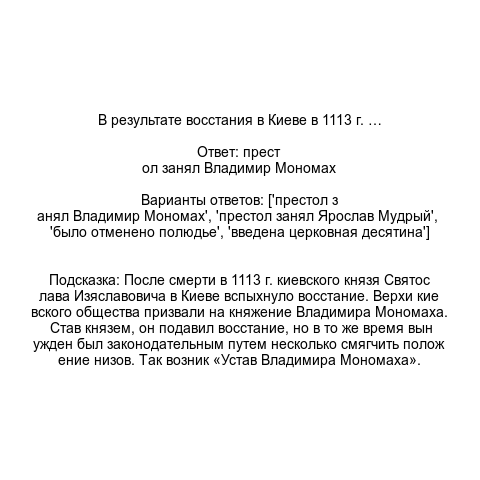 В результате восстания в Киеве в 1113 г. …
Ответ: прест
ол занял Владимир Мономах
Варианты ответов: ['престол з
анял Владимир Мономах', 'престол занял Ярослав Мудрый',
'было отменено полюдье', 'введена церковная десятина']
Подсказка: После смерти в 1113 г. киевского князя Святос
лава Изяславовича в Киеве вспыхнуло восстание. Верхи кие
вского общества призвали на княжение Владимира Мономаха.
Став князем, он подавил восстание, но в то же время вын
ужден был законодательным путем несколько смягчить полож
ение низов. Так возник «Устав Владимира Мономаха».